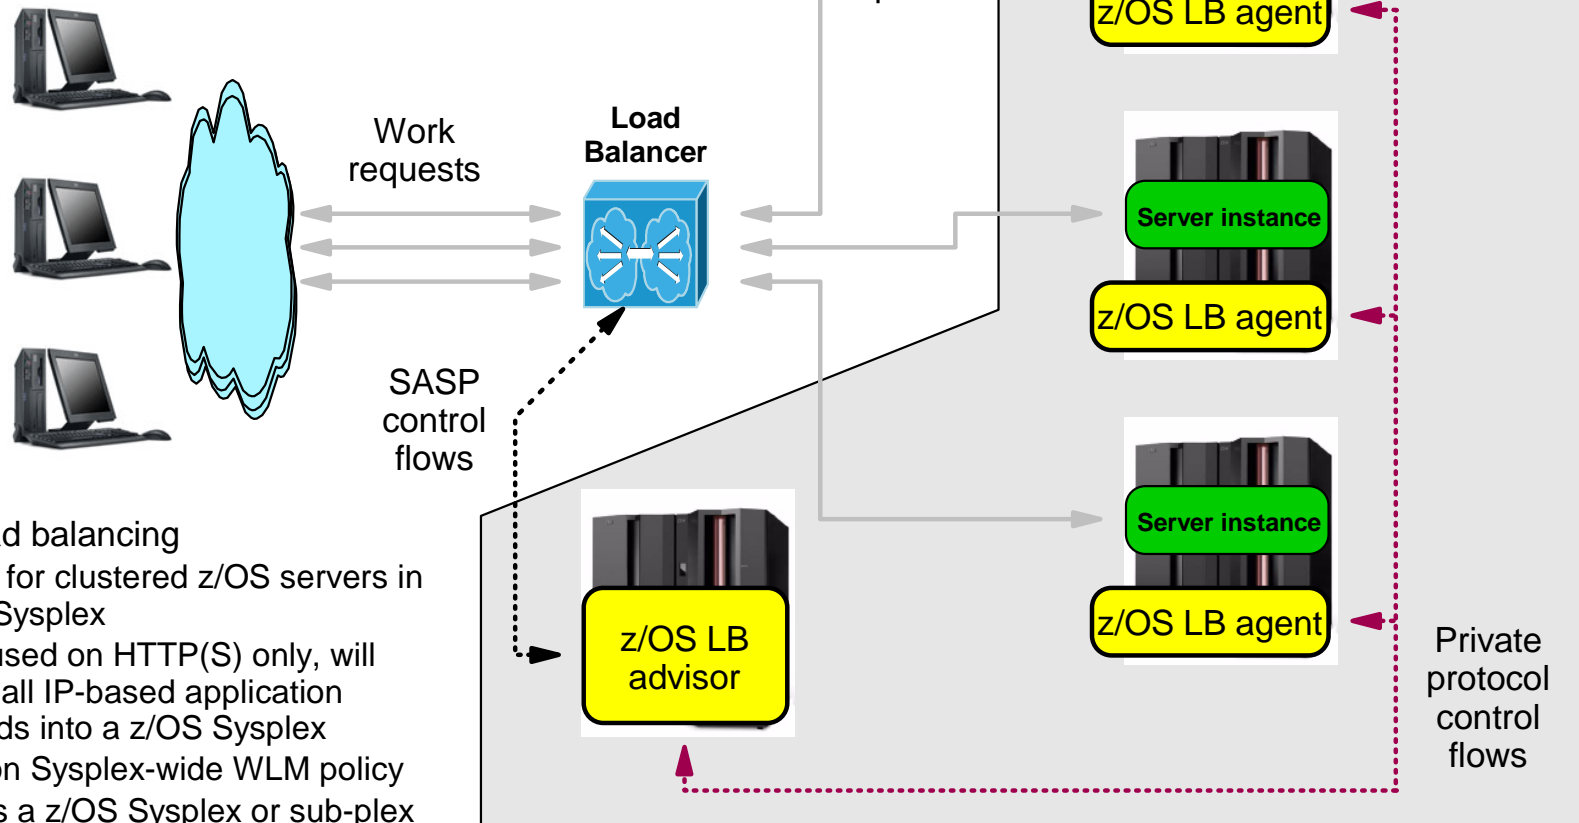 z/OS LB agent
Work
requests
Load
Balancer
Server instance
z/OS LB agent
SASP
control
flows
Server instance
z/OS LB agent
z/OS LB
advisor
Private
protocol
control
flows
d balancing
for clustered z/OS servers in
Sysplex
used on HTTP(S) only, will
all IP-based application
ds into a z/OS Sysplex
on Sysplex-wide WLM policy
s a z/OS Sysplex or sub-plex